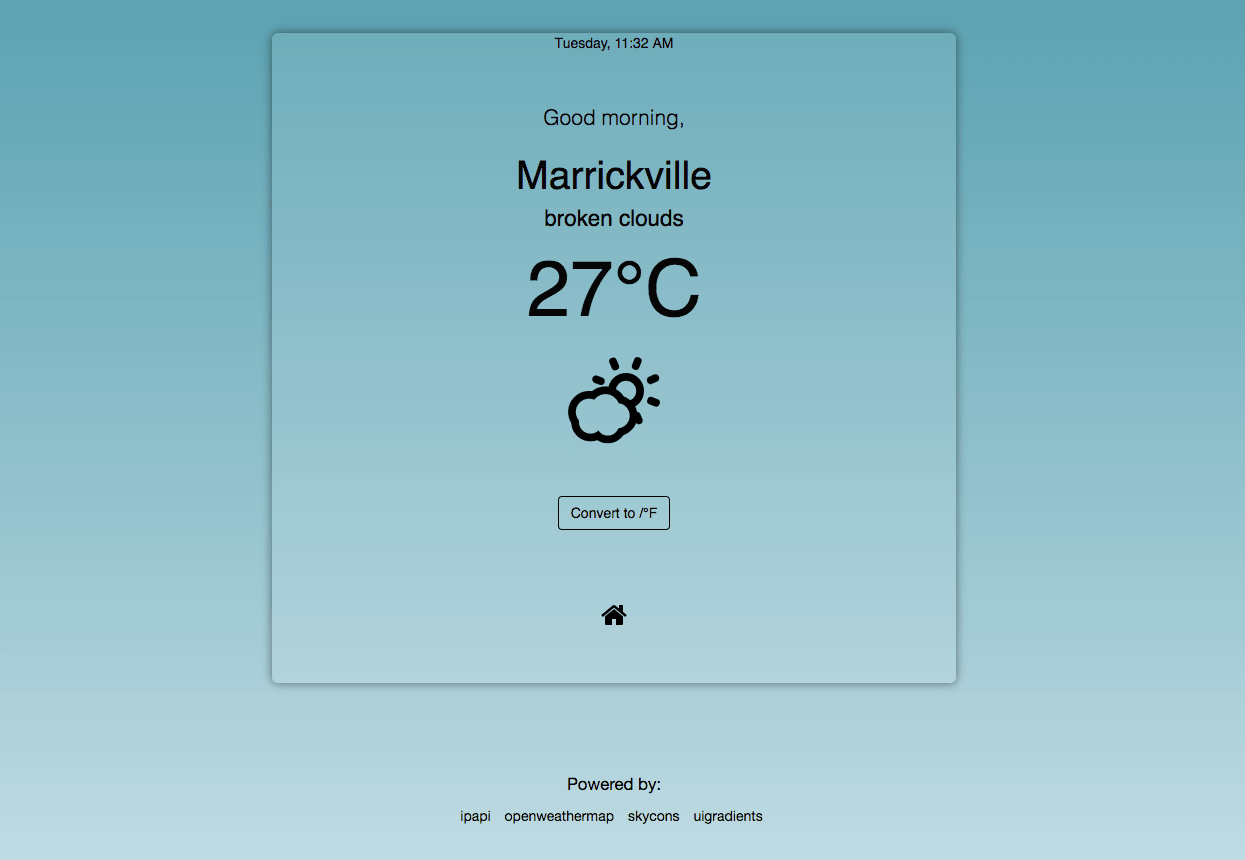 Tuesday, 11:32 AM
Good morning,
Marrickville
broken clouds
27°C
Convert to /°F
Powered by:
ipapi openweathermap skycons uigradients